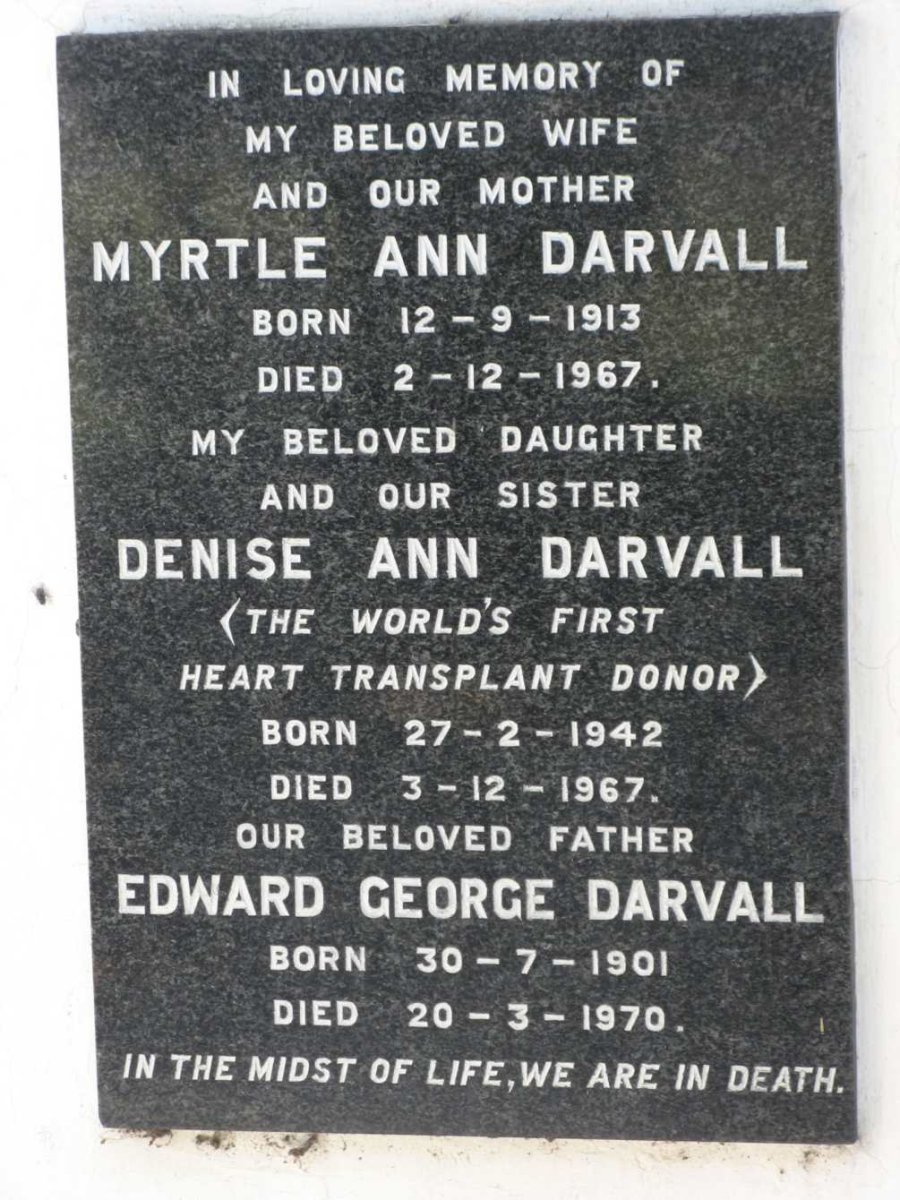 IN LOVING MEMORY OF
MY BELOVED WIFE
AND OUR MOTHER
MYRTLE ANN DARVALL
BORN 12-9-1913
DIED 2-12-1967.
MY BELOVED DAUGHTER
AND OUR SISTER
DENISE ANN DARVALL
(THE WORLD'S FIRST
HEART TRANSPLANT DONOR)
BORN 27-2-1942
DIED 3-12-1967.
OUR BELOVED FATHER
EDWARD GEORGE DARVALL
BORN 30-7-1901
DIED 20-3-1970.
IN THE MIDST OF LIFE, WE ARE IN DEATH.